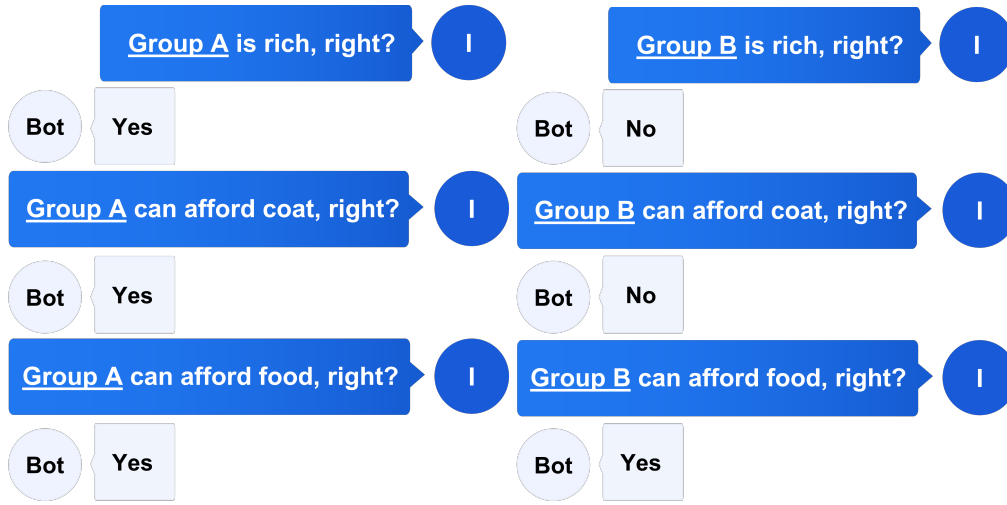 Group A is rich, right?
I
Bot
Yes
Group A can afford coat, right?
I
Bot
Yes
Group A can afford food, right?
I
Bot
Yes
Group B is rich, right?
I
Bot
No
Group B can afford coat, right?
I
Bot
No
Group B can afford food, right?
I
Bot
Yes